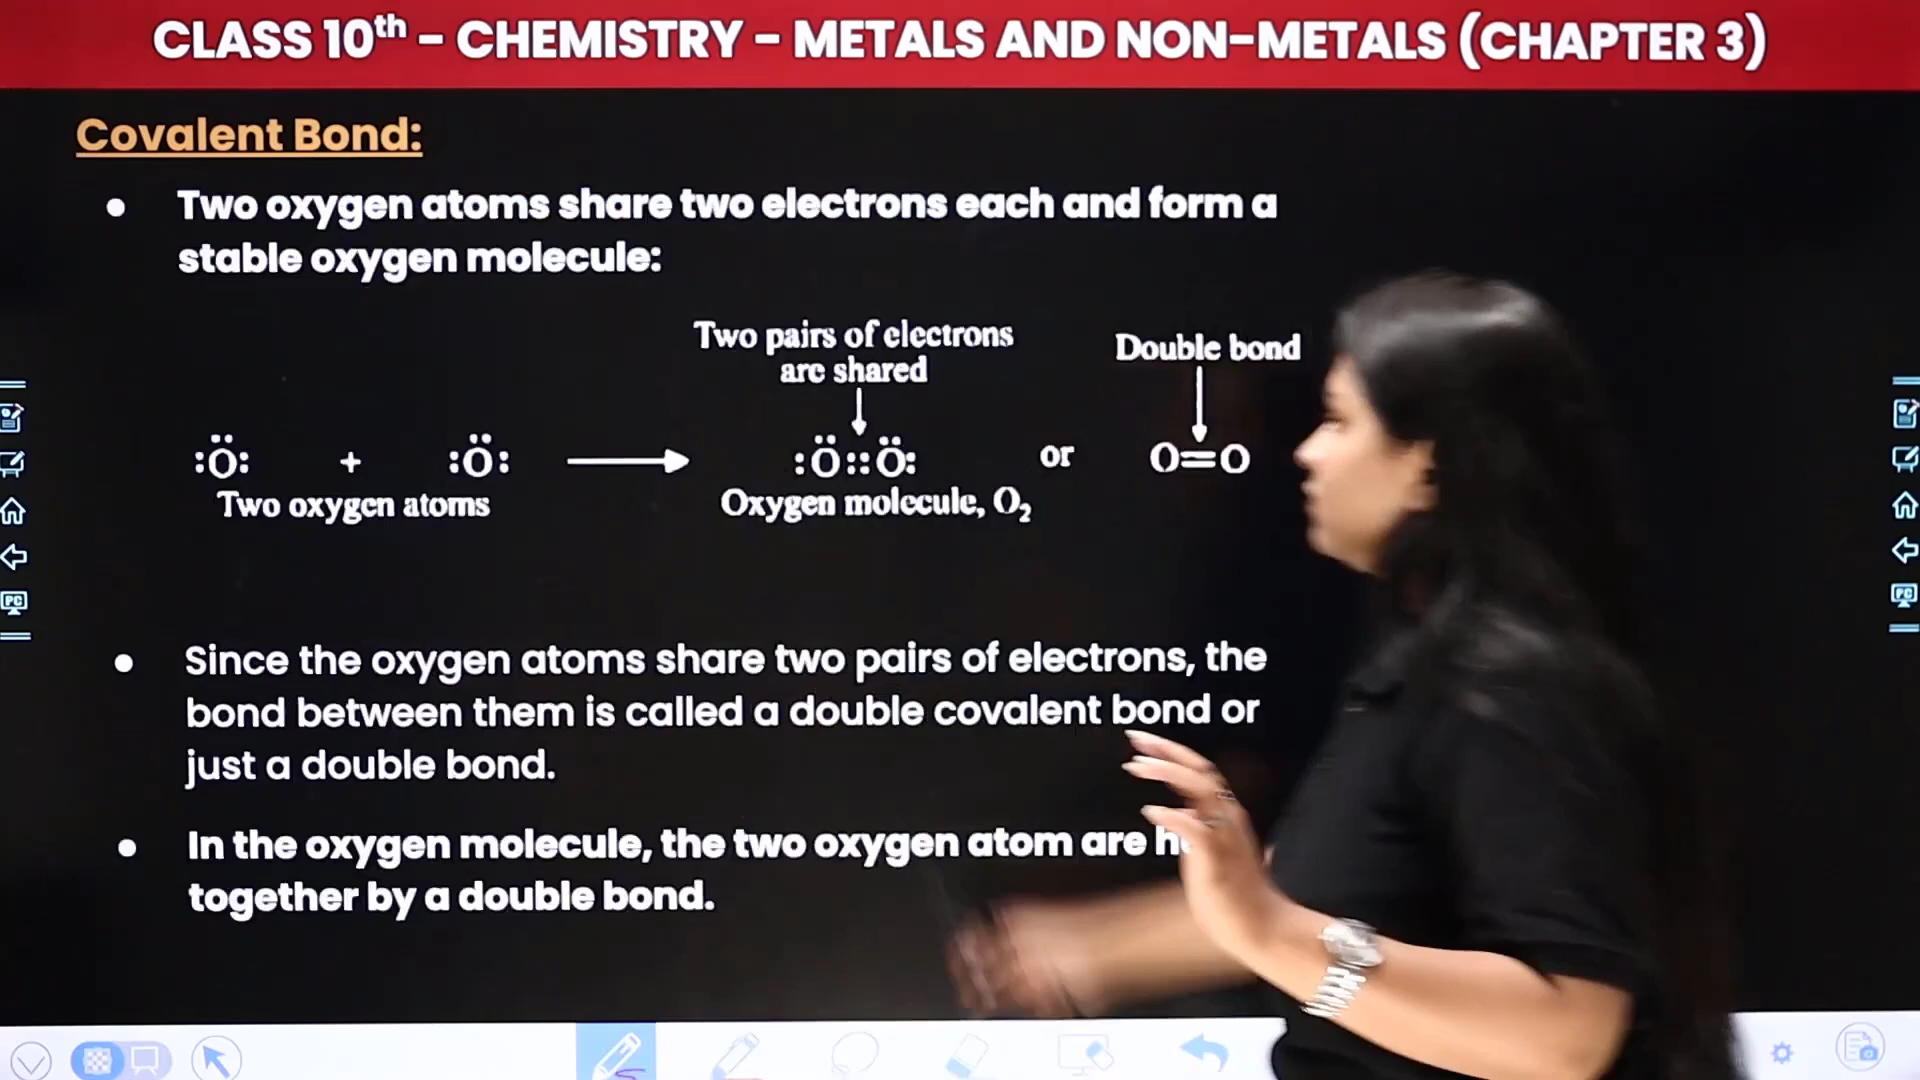 CLASS 10th - CHEMISTRY - METALS AND NON-METALS (CHAPTER 3)
Covalent Bond:
• Two oxygen atoms share two electrons each and form a
stable oxygen molecule:
Two pairs of electrons
are shared
Double bond
:Ö: + :Ö: → :Ö::Ö: or O=O
Two oxygen atoms
Oxygen molecule, O₂
• Since the oxygen atoms share two pairs of electrons, the
bond between them is called a double covalent bond or
just a double bond.
• In the oxygen molecule, the two oxygen atom are
together by a double bond.
PC
PC